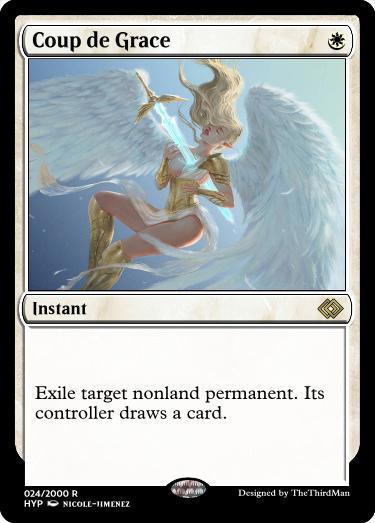 Coup de Grace
Instant
Exile target nonland permanent. Its
controller draws a card.
024/2000 R
HYP NICOLE-JIMENEZ
Designed by TheThirdMan